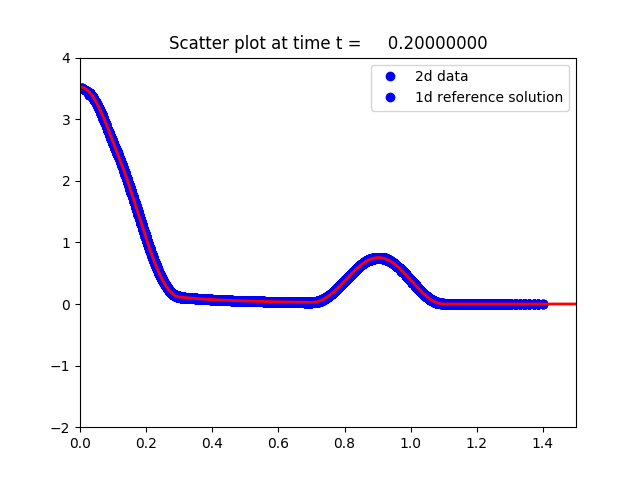 Scatter plot at time t = 0.20000000
2d data
1d reference solution
4
3
2
1
0
−1
−2
0.0 0.2 0.4 0.6 0.8 1.0 1.2 1.4